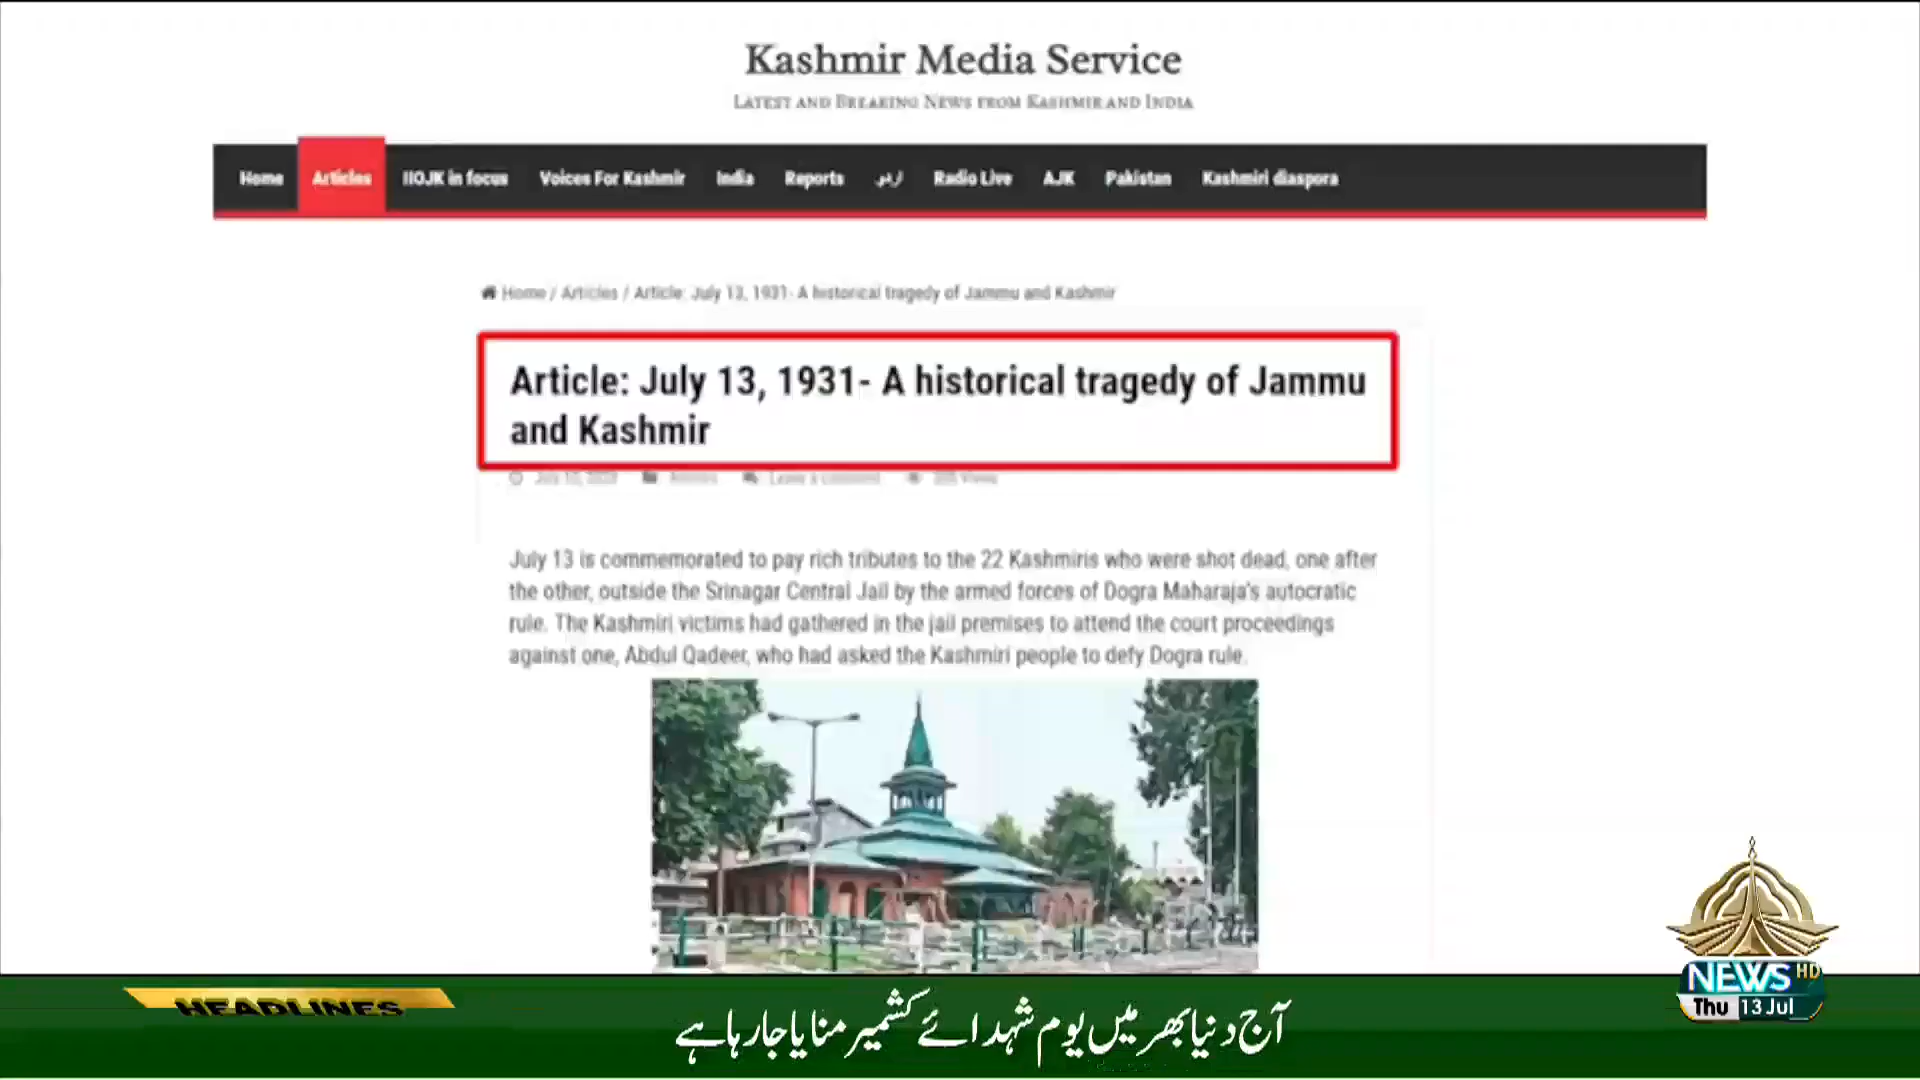 Kashmir Media Service
LATEST AND BREAKING NEWS FROM KASHMIR AND INDIA
Home Articles IIOJK in focus Voices For Kashmir India Reports اردو Radio Live AJK Pakistan Kashmiri diaspora
Home / Articles / Article: July 13, 1931- A historical tragedy of Jammu and Kashmir
Article: July 13, 1931- A historical tragedy of Jammu
and Kashmir
Articles Leave a comment Views
July 13 is commemorated to pay rich tributes to the 22 Kashmiris who were shot dead, one after
the other, outside the Srinagar Central Jail by the armed forces of Dogra Maharaja's autocratic
rule. The Kashmiri victims had gathered in the jail premises to attend the court proceedings
against one, Abdul Qadeer, who had asked the Kashmiri people to defy Dogra rule.
NEWS HD
Thu 13 Jul
HEADLINES
آج دنیا بھر میں یوم شہدائے کشمیر منایا جا رہا ہے